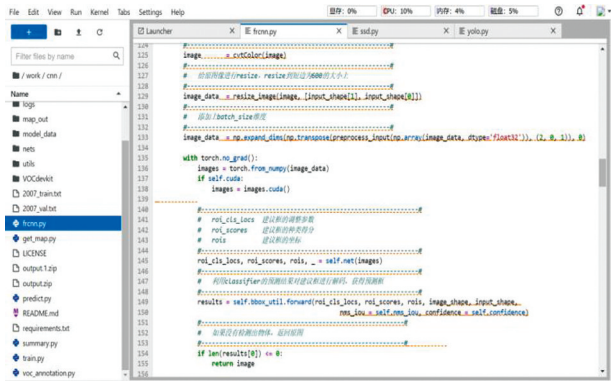 File Edit View Run Kernel Tabs Settings Help
显存: 0% CPU: 10% 内存: 4% 磁盘: 5%
Launcher × frcnn.py × ssd.py × yolo.py ×
Filter files by name
/ work / cnn /
Name
logs
map_out
model_data
nets
utils
VOCdevkit
2007_train.txt
2007_val.txt
frcnn.py
get_map.py
LICENSE
output.1.zip
output.zip
predict.py
README.md
requirements.txt
summary.py
train.py
voc_annotation.py
124 #---------------------------------------------------#
125 image = cvtColor(image)
126 #---------------------------------------------------#
127 # 给原图像进行resize，resize到短边为600的大小上
128 #---------------------------------------------------#
129 image_data = resize_image(image, [input_shape[1], input_shape[0]])
130 #---------------------------------------------------#
131 # 添加上batch_size维度
132 #---------------------------------------------------#
133 image_data = np.expand_dims(np.transpose(preprocess_input(np.array(image_data, dtype='float32')), (2, 0, 1)), 0)
134
135 with torch.no_grad():
136 images = torch.from_numpy(image_data)
137 if self.cuda:
138 images = images.cuda()
139
140 #---------------------------------------------------#
141 # roi_cls_locs 建议框的调整参数
142 # roi_scores 建议框的种类得分
143 # rois 建议框的坐标
144 #---------------------------------------------------#
145 roi_cls_locs, roi_scores, rois, _ = self.net(images)
146 #---------------------------------------------------#
147 # 利用classifier的预测结果对建议框进行解码，获得预测框
148 #---------------------------------------------------#
149 results = self.bbox_util.forward(roi_cls_locs, roi_scores, rois, image_shape, input_shape,
150 nms_iou = self.nms_iou, confidence = self.confidence)
151 #---------------------------------------------------#
152 # 如果没有检测出物体，返回原图
153 #---------------------------------------------------#
154 if len(results[0]) <= 0:
155 return image
156